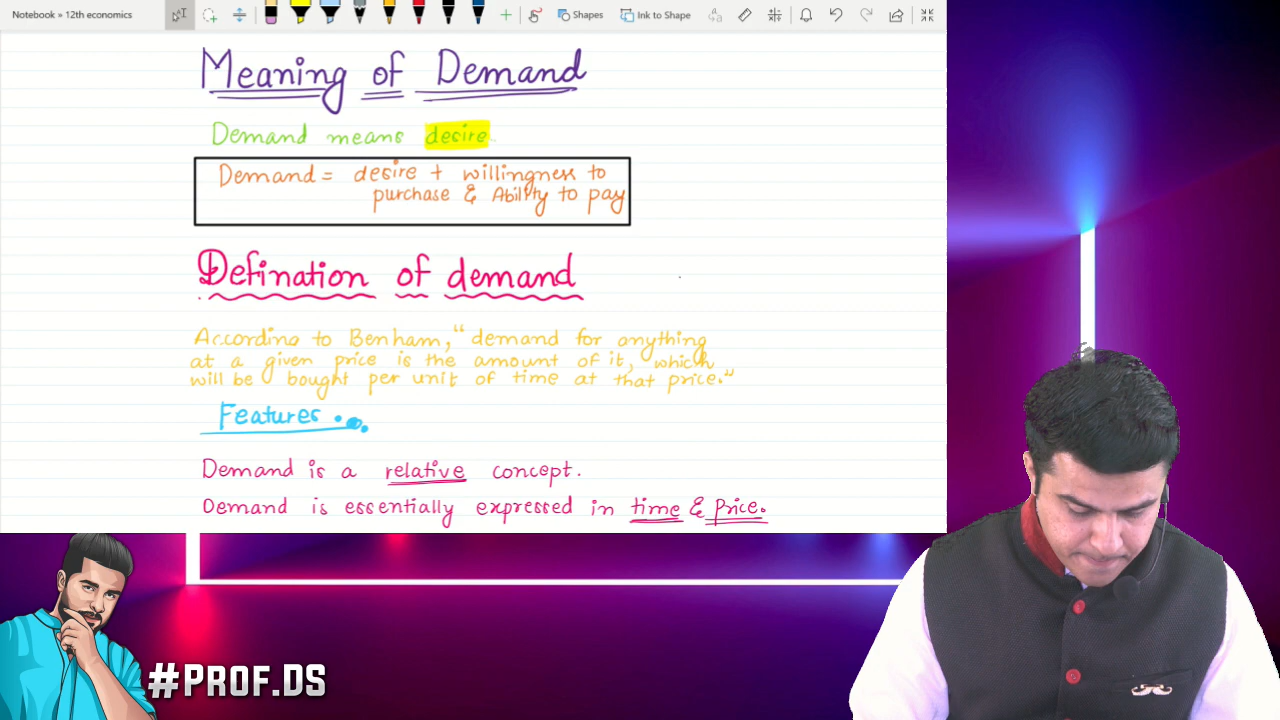 Notebook » 12th economics
Shapes
Ink to Shape
Meaning of Demand
Demand means desire
Demand = desire + willingness to
purchase & Ability to pay
Defination of demand
According to Benham, “demand for anything
at a given price is the amount of it, which
will be bought per unit of time at that price.”
Features
Demand is a relative concept.
Demand is essentially expressed in time & price.
#PROF.DS